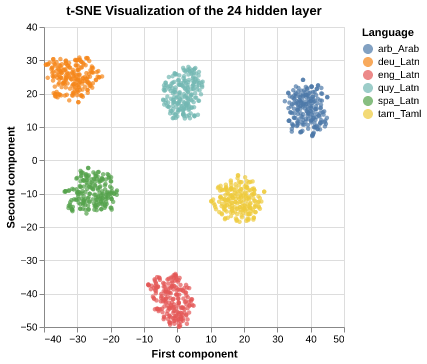 t-SNE Visualization of the 24 hidden layer
Language
arb_Arab
deu_Latn
eng_Latn
quy_Latn
spa_Latn
tam_Taml
Second component
40
30
20
10
0
−10
−20
−30
−40
−50
−40 −30 −20 −10 0 10 20 30 40 50
First component